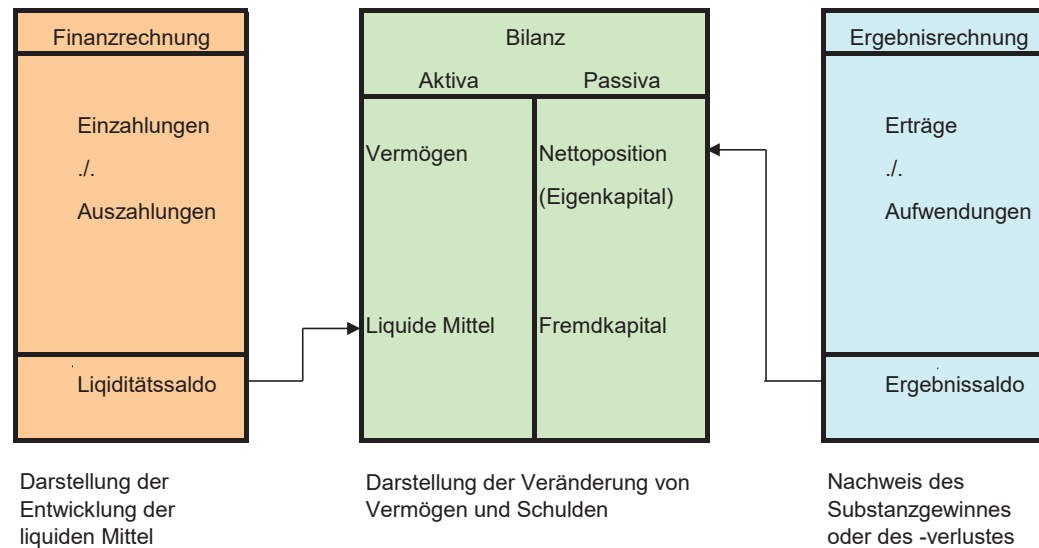 Finanzrechnung
Einzahlungen
./.
Auszahlungen
Liqiditätssaldo
Darstellung der
Entwicklung der
liquiden Mittel
Bilanz
Aktiva Passiva
Vermögen Nettoposition
(Eigenkapital)
Liquide Mittel Fremdkapital
Darstellung der Veränderung von
Vermögen und Schulden
Ergebnisrechnung
Erträge
./.
Aufwendungen
Ergebnissaldo
Nachweis des
Substanzgewinnes
oder des -verlustes